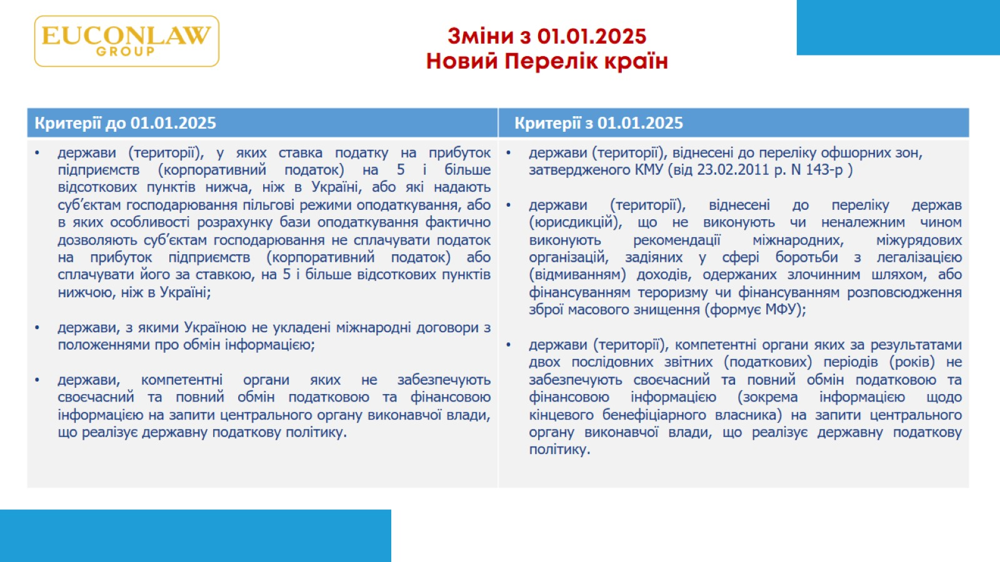 EUCONLAW
GROUP
Зміни з 01.01.2025
Новий Перелік країн
Критерії до 01.01.2025
• держави (території), у яких ставка податку на прибуток
підприємств (корпоративний податок) на 5 і більше
відсоткових пунктів нижча, ніж в Україні, або які надають
суб’єктам господарювання пільгові режими оподаткування, або
в яких особливості розрахунку бази оподаткування фактично
дозволяють суб’єктам господарювання не сплачувати податок
на прибуток підприємств (корпоративний податок) або
сплачувати його за ставкою, на 5 і більше відсоткових пунктів
нижчою, ніж в Україні;
• держави, з якими Україною не укладені міжнародні договори з
положеннями про обмін інформацією;
• держави, компетентні органи яких не забезпечують
своєчасний та повний обмін податковою та фінансовою
інформацією на запити центрального органу виконавчої влади,
що реалізує державну податкову політику.
Критерії з 01.01.2025
• держави (території), віднесені до переліку офшорних зон,
затвердженого КМУ (від 23.02.2011 р. N 143-р )
• держави (території), віднесені до переліку держав
(юрисдикцій), що не виконують чи неналежним чином
виконують рекомендації міжнародних, міжурядових
організацій, задіяних у сфері боротьби з легалізацією
(відмиванням) доходів, одержаних злочинним шляхом, або
фінансуванням тероризму чи фінансуванням розповсюдження
зброї масового знищення (формує МФУ);
• держави (території), компетентні органи яких за результатами
двох послідовних звітних (податкових) періодів (років) не
забезпечують своєчасний та повний обмін податковою та
фінансовою інформацією (зокрема інформацією щодо
кінцевого бенефіціарного власника) на запити центрального
органу виконавчої влади, що реалізує державну податкову
політику.